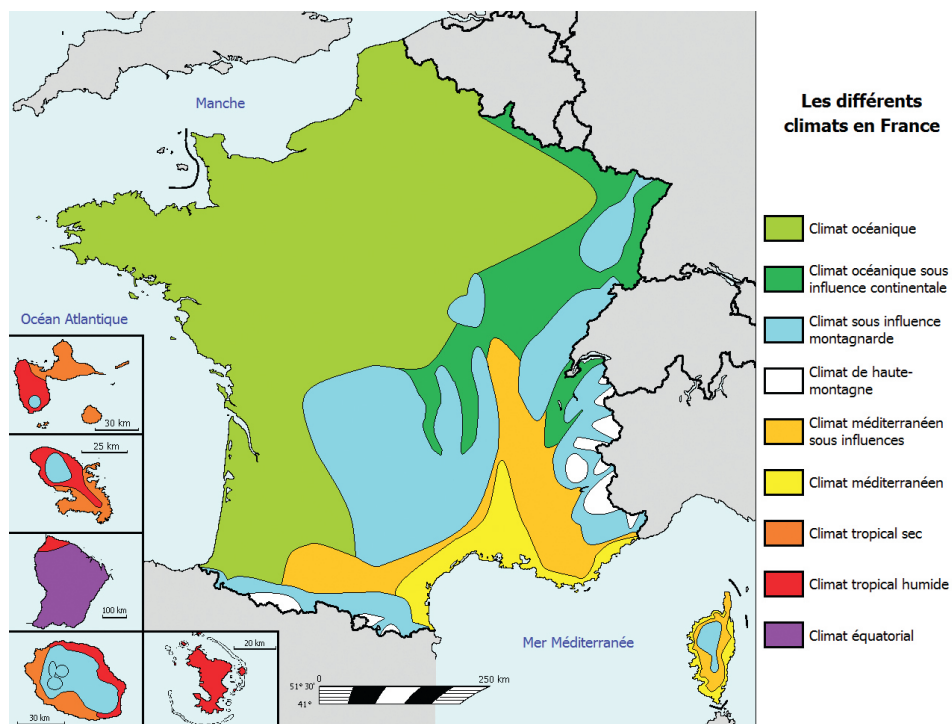 Les différents
climats en France
Manche
Océan Atlantique
Mer Méditerranée
Climat océanique
Climat océanique sous
influence continentale
Climat sous influence
montagnarde
Climat de haute-
montagne
Climat méditerranéen
sous influences
Climat méditerranéen
Climat tropical sec
Climat tropical humide
Climat équatorial
30 km
25 km
100 km
30 km
20 km
0
250 km
51° 30'
41°